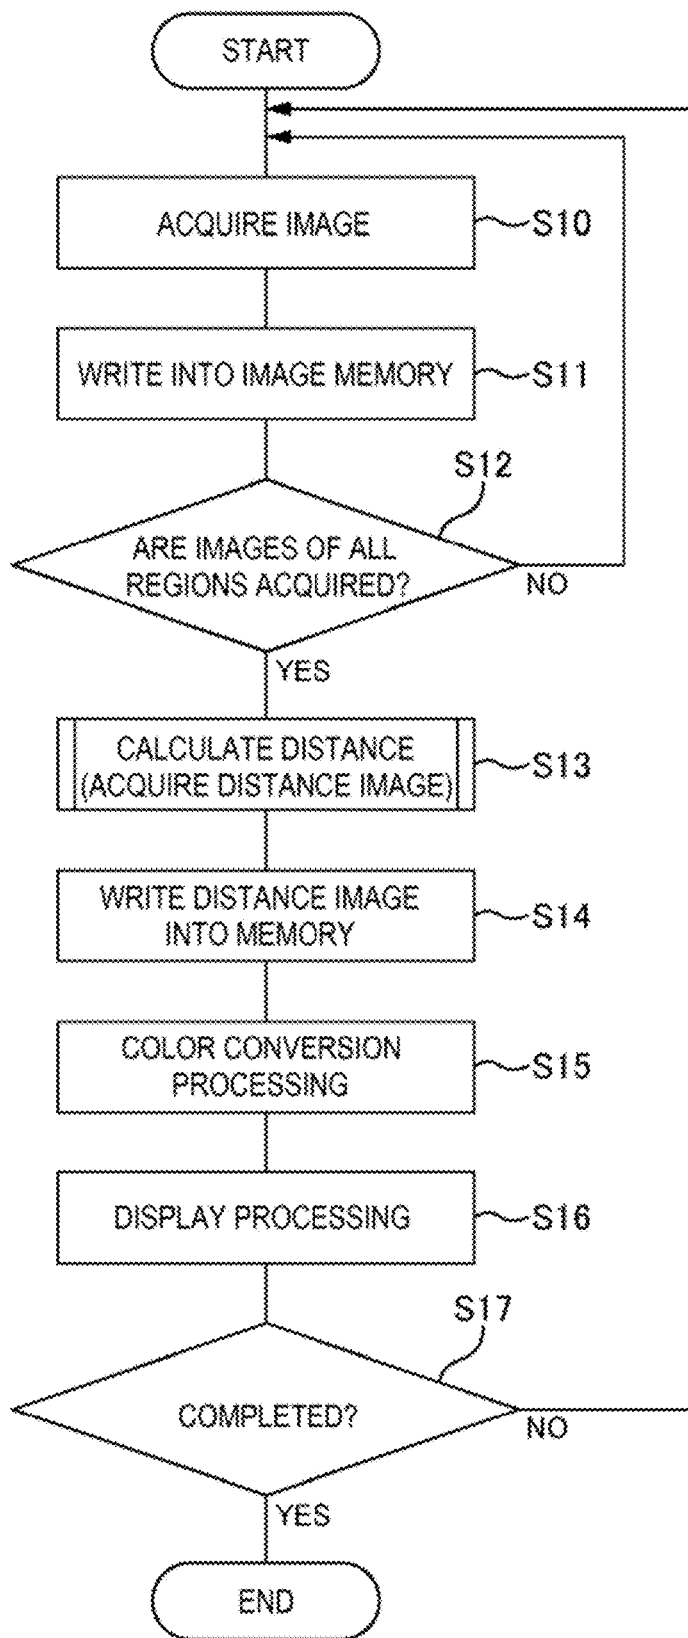 START
ACQUIRE IMAGE
S10
WRITE INTO IMAGE MEMORY
S11
S12
ARE IMAGES OF ALL
REGIONS ACQUIRED?
NO
YES
CALCULATE DISTANCE
(ACQUIRE DISTANCE IMAGE)
S13
WRITE DISTANCE IMAGE
INTO MEMORY
S14
COLOR CONVERSION
PROCESSING
S15
DISPLAY PROCESSING
S16
S17
COMPLETED?
NO
YES
END